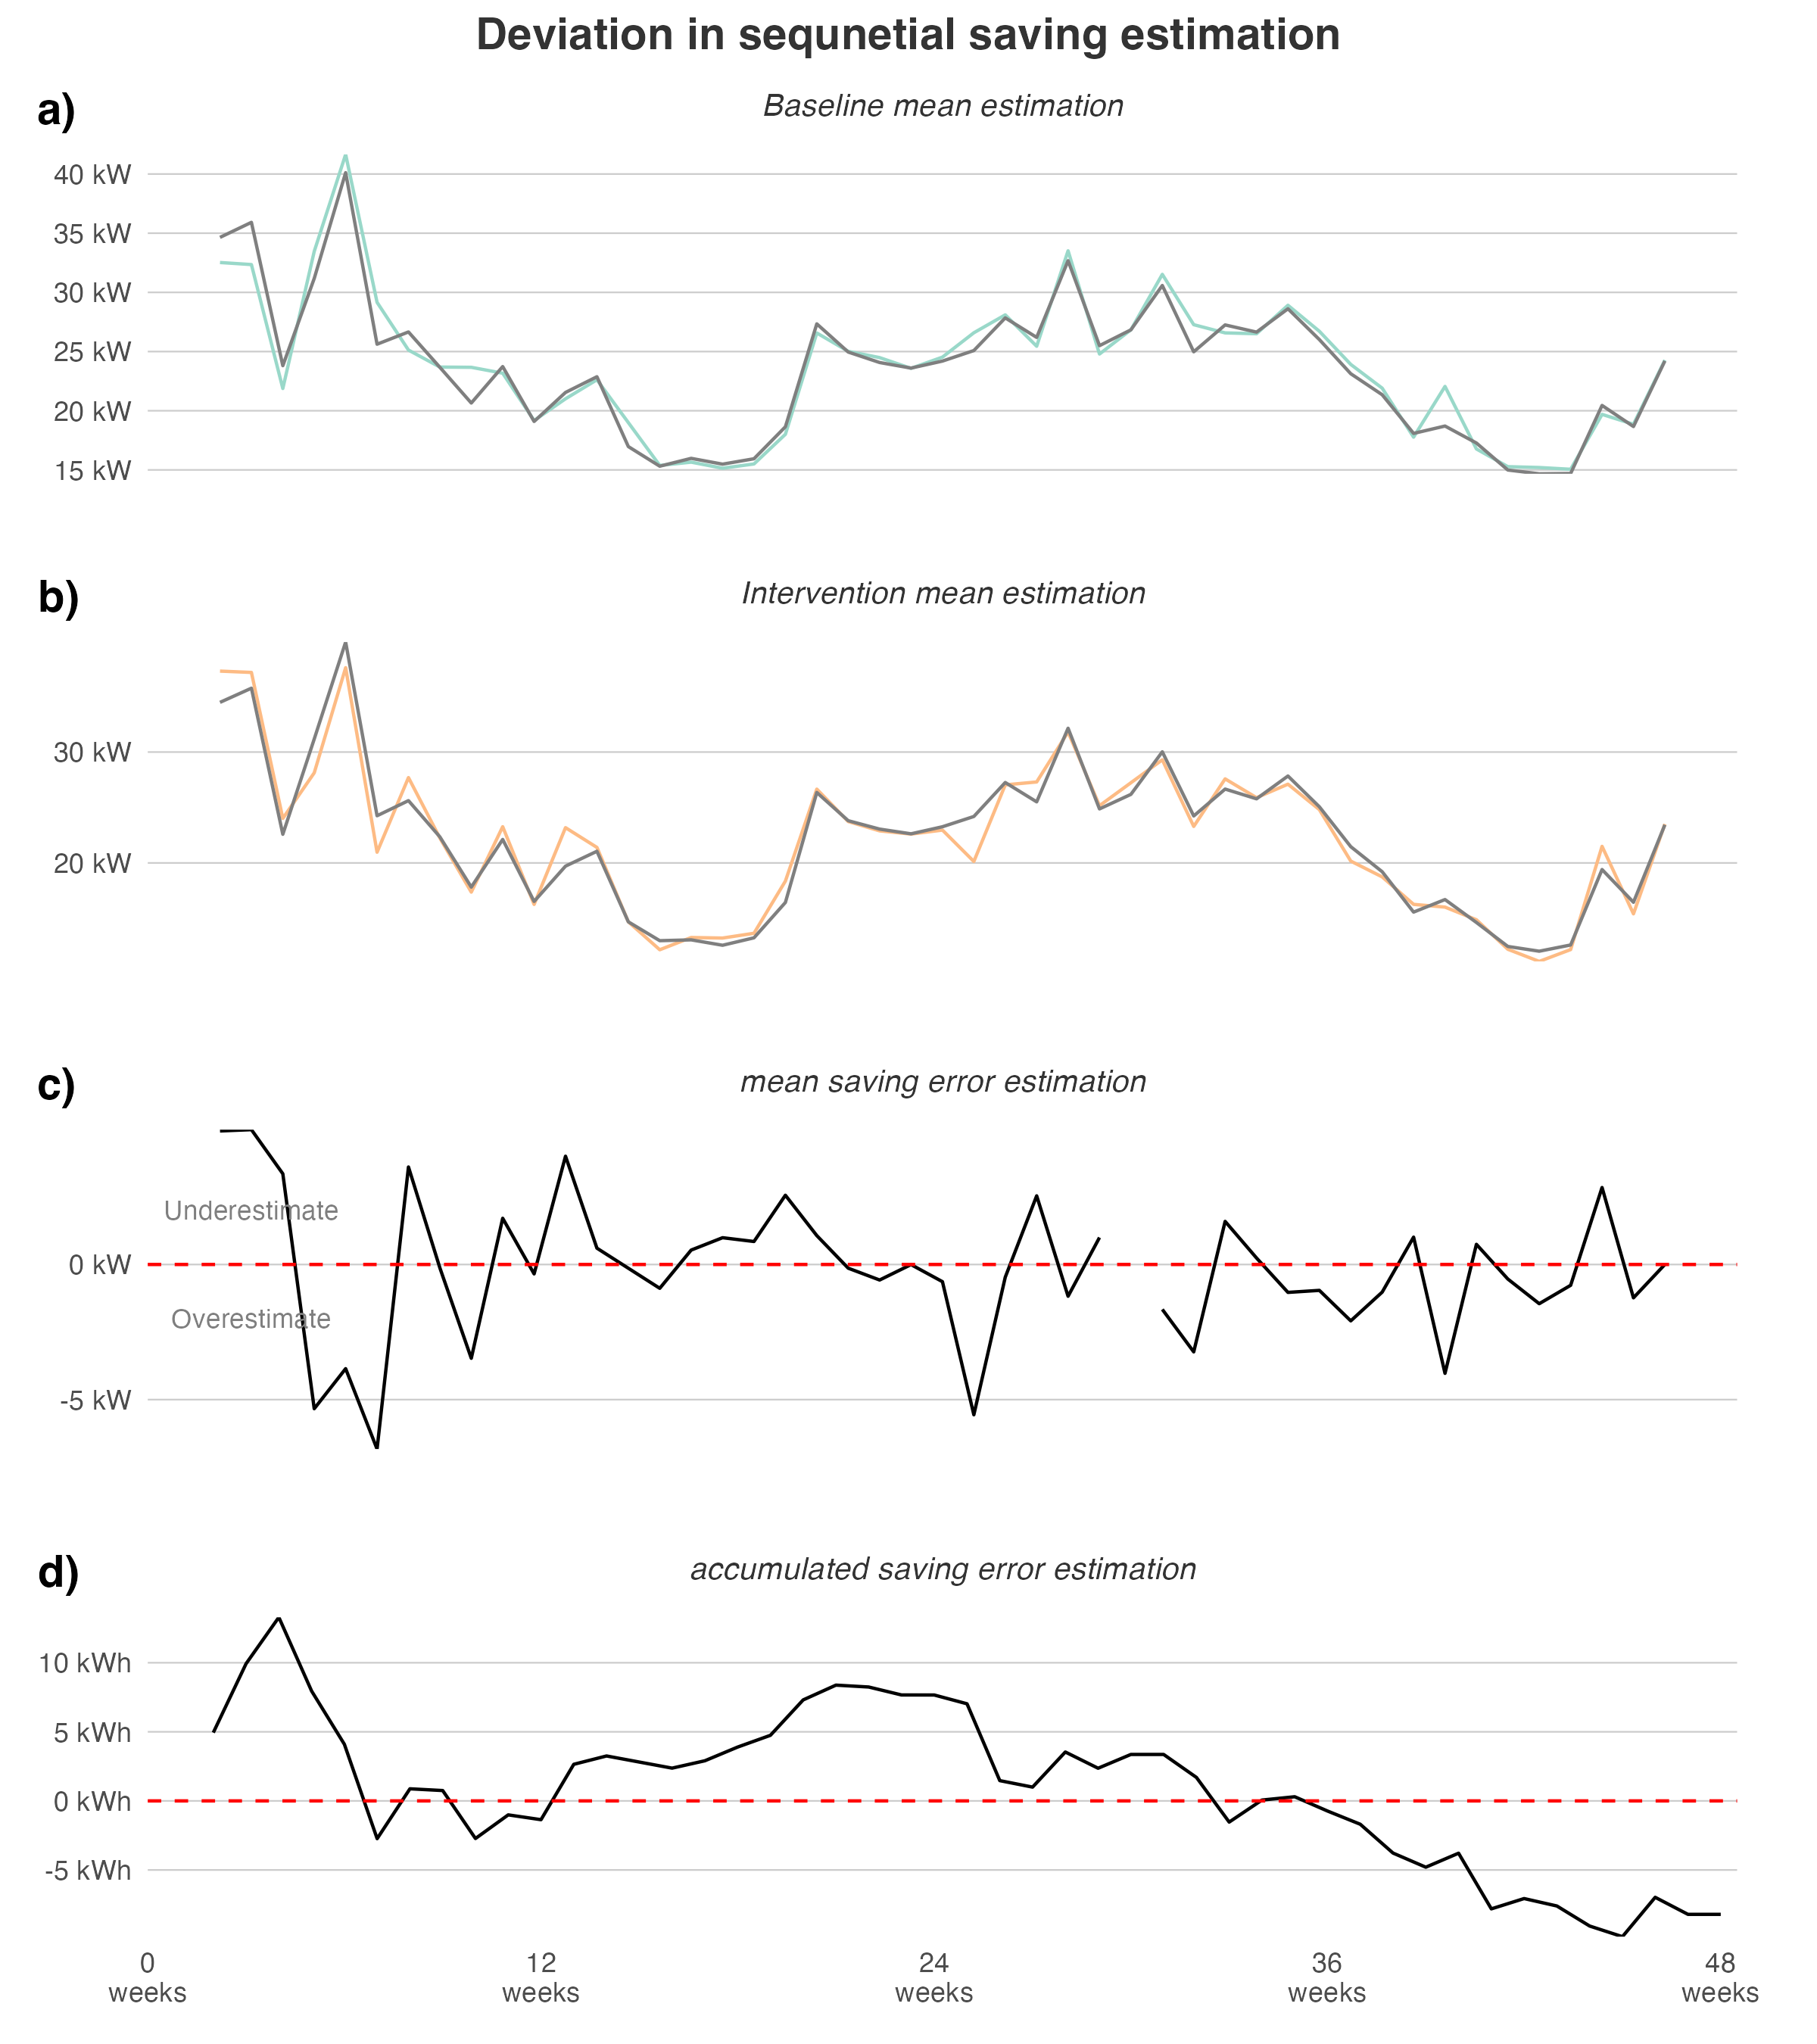 Deviation in sequnetial saving estimation
a)
Baseline mean estimation
40 kW
35 kW
30 kW
25 kW
20 kW
15 kW
b)
Intervention mean estimation
30 kW
20 kW
c)
mean saving error estimation
Underestimate
0 kW
Overestimate
-5 kW
d)
accumulated saving error estimation
10 kWh
5 kWh
0 kWh
-5 kWh
0 12 24 36 48
weeks weeks weeks weeks weeks